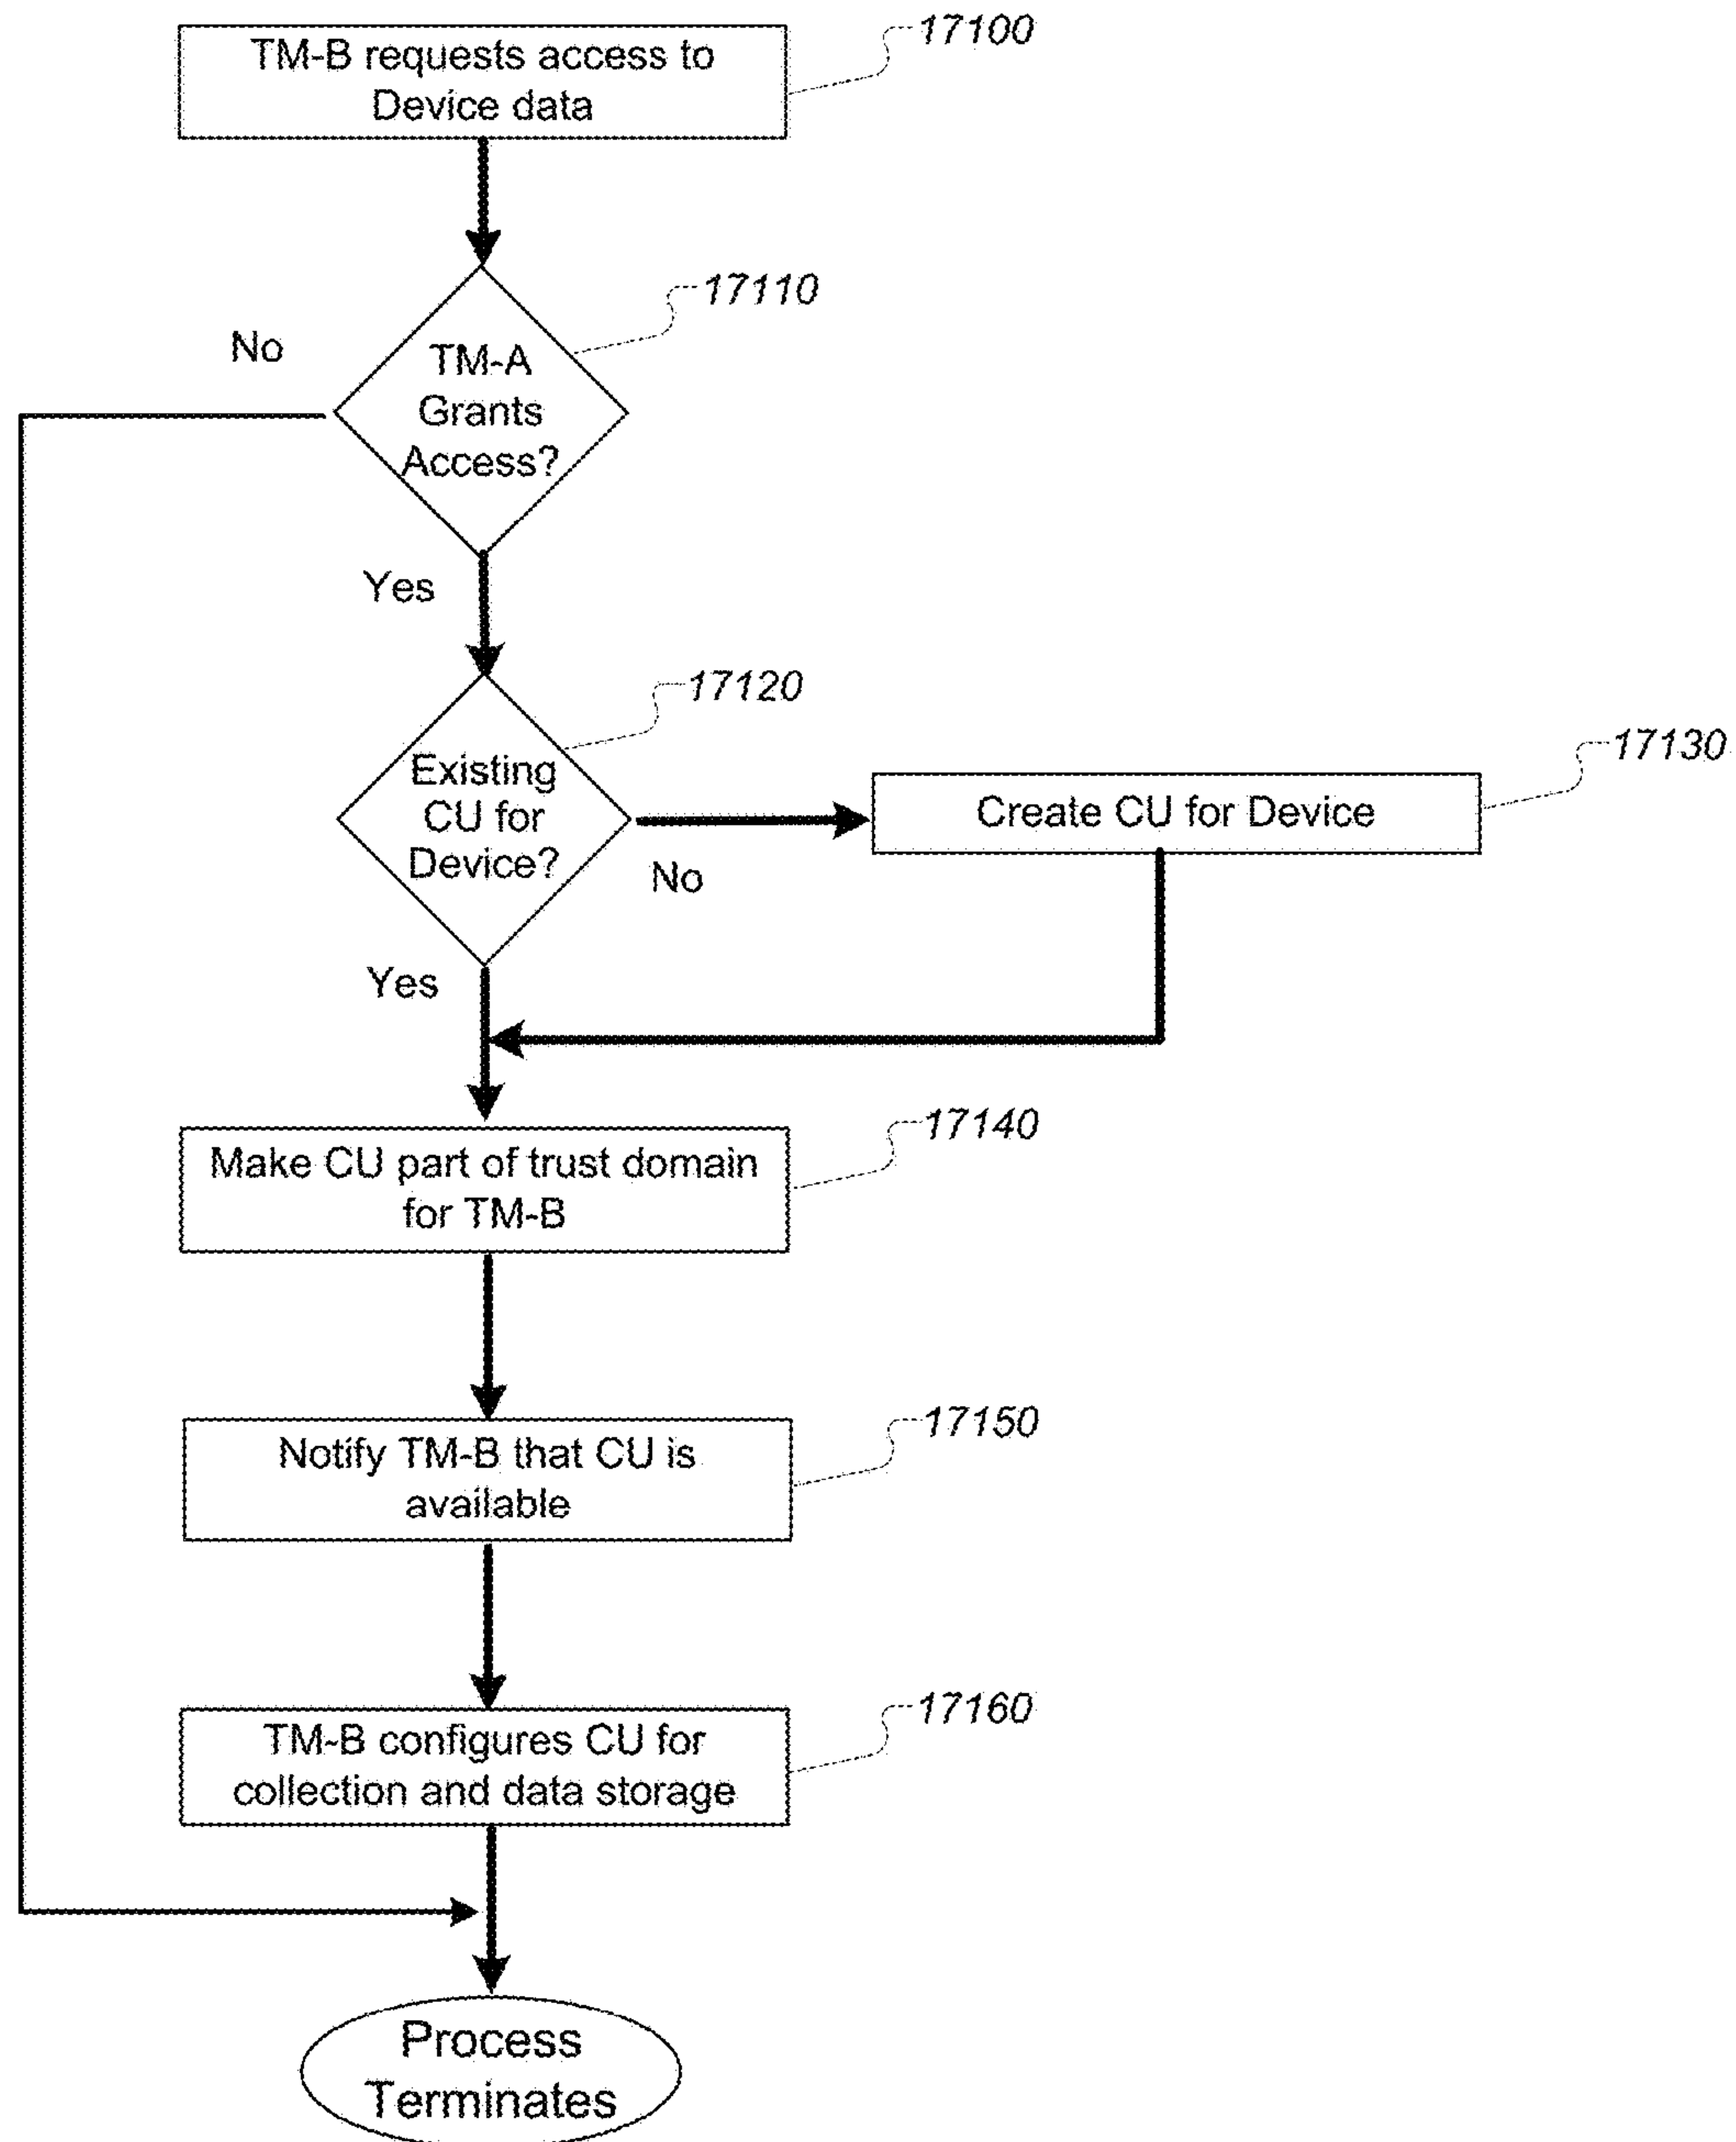 TM-B requests access to
Device data
17100
No
TM-A
Grants
Access?
17110
Yes
Existing
CU for
Device?
17120
No
Create CU for Device
17130
Yes
Make CU part of trust domain
for TM-B
17140
Notify TM-B that CU is
available
17150
TM-B configures CU for
collection and data storage
17160
Process
Terminates